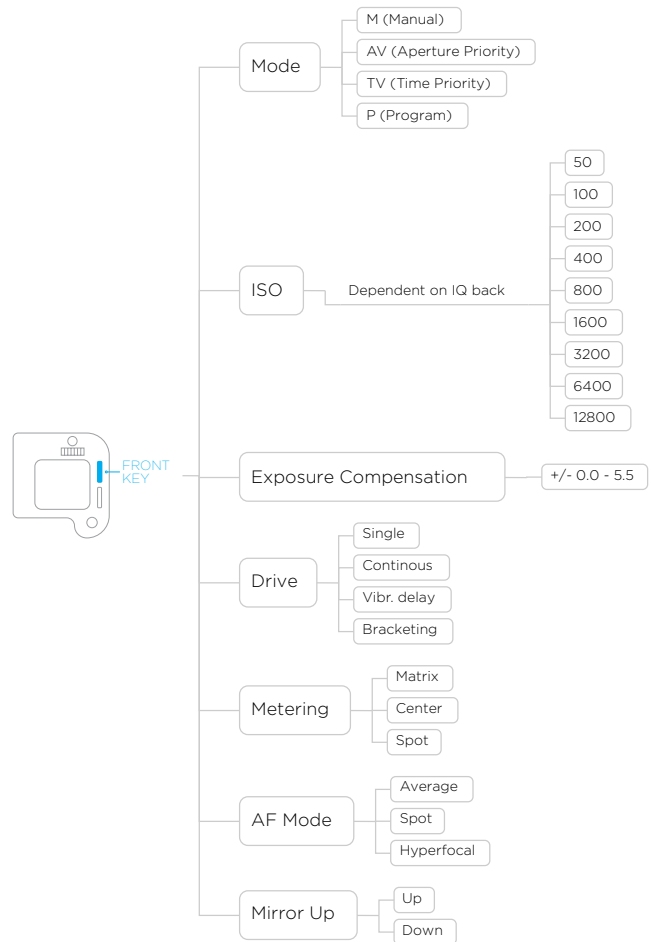 Mode
M (Manual)
AV (Aperture Priority)
TV (Time Priority)
P (Program)
ISO
Dependent on IQ back
50
100
200
400
800
1600
3200
6400
12800
FRONT
KEY
Exposure Compensation
+/- 0.0 - 5.5
Drive
Single
Continous
Vibr. delay
Bracketing
Metering
Matrix
Center
Spot
AF Mode
Average
Spot
Hyperfocal
Mirror Up
Up
Down